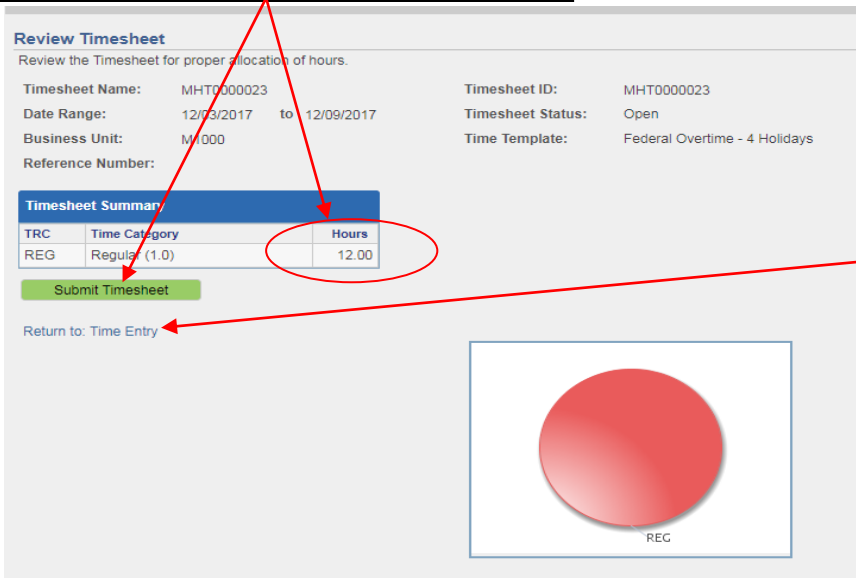 Review Timesheet
Review the Timesheet for proper allocation of hours.
Timesheet Name: MHT0000023 Timesheet ID: MHT0000023
Date Range: 12/03/2017 to 12/09/2017 Timesheet Status: Open
Business Unit: M1000 Time Template: Federal Overtime - 4 Holidays
Reference Number:
Timesheet Summary
TRC Time Category Hours
REG Regular (1.0) 12.00
Submit Timesheet
Return to: Time Entry
REG